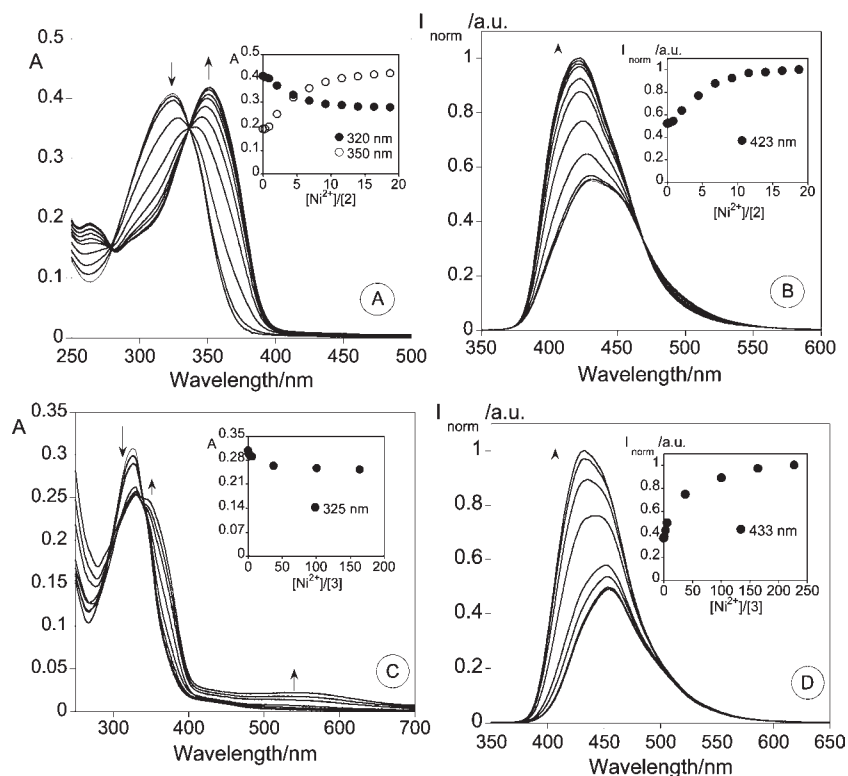 A
0.5
0.4
0.3
0.2
0.1
0
250 300 350 400 450 500
Wavelength/nm
A
0.5
0.4
0.3
0.2
0.1
0
0 5 10 15 20
[Ni²⁺]/[2]
320 nm
350 nm
A
I norm /a.u.
1
0.8
0.6
0.4
0.2
0
350 400 450 500 550 600
Wavelength/nm
I norm /a.u.
1
0.8
0.6
0.4
0.2
0
0 5 10 15 20
[Ni²⁺]/[2]
423 nm
B
A
0.35
0.3
0.25
0.2
0.15
0.1
0.05
0
300 400 500 600 700
Wavelength/nm
A
0.35
0.28
0.21
0.14
0.07
0
0 50 100 150 200
[Ni²⁺]/[3]
325 nm
C
I norm /a.u.
1
0.8
0.6
0.4
0.2
0
350 400 450 500 550 600 650
Wavelength/nm
I norm /a.u.
1
0.8
0.6
0.4
0.2
0
0 50 100 150 200 250
[Ni²⁺]/[3]
433 nm
D